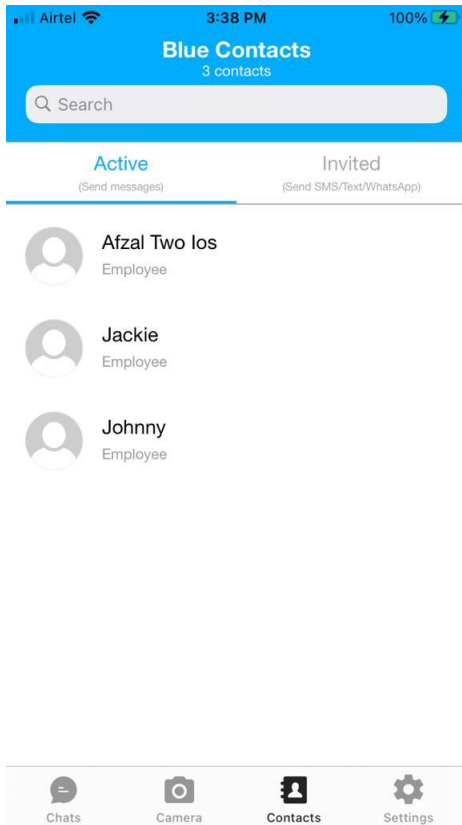 Airtel 3:38 PM 100%
Blue Contacts
3 contacts
Search
Active Invited
(Send messages) (Send SMS/Text/WhatsApp)
Afzal Two Ios
Employee
Jackie
Employee
Johnny
Employee
Chats Camera Contacts Settings